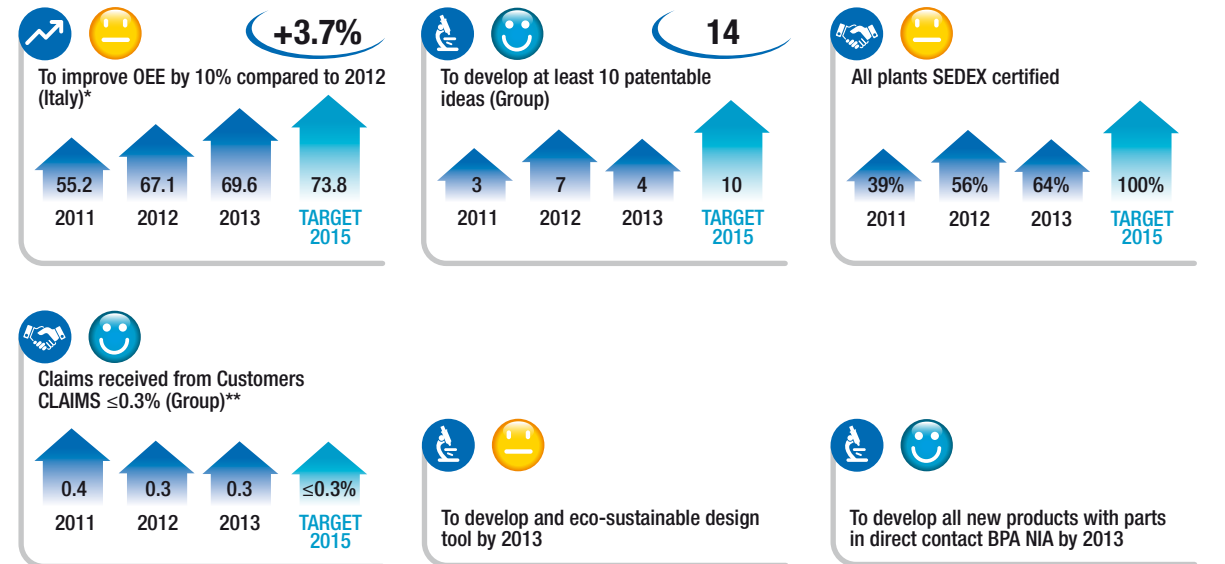 +3.7%
To improve OEE by 10% compared to 2012
(Italy)*
55.2 67.1 69.6 73.8
2011 2012 2013 TARGET
2015
14
To develop at least 10 patentable
ideas (Group)
3 7 4 10
2011 2012 2013 TARGET
2015
All plants SEDEX certified
39% 56% 64% 100%
2011 2012 2013 TARGET
2015
Claims received from Customers
CLAIMS ≤0.3% (Group)**
0.4 0.3 0.3 ≤0.3%
2011 2012 2013 TARGET
2015
To develop and eco-sustainable design
tool by 2013
To develop all new products with parts
in direct contact BPA NIA by 2013